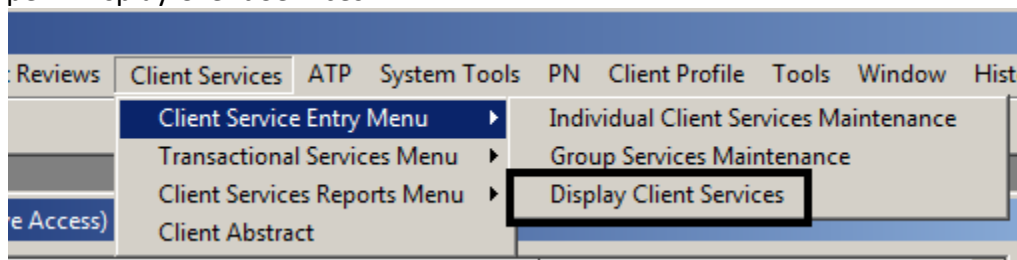 Reviews Client Services ATP System Tools PN Client Profile Tools Window Hist
Client Service Entry Menu Individual Client Services Maintenance
Transactional Services Menu Group Services Maintenance
Client Services Reports Menu Display Client Services
e Access) Client Abstract